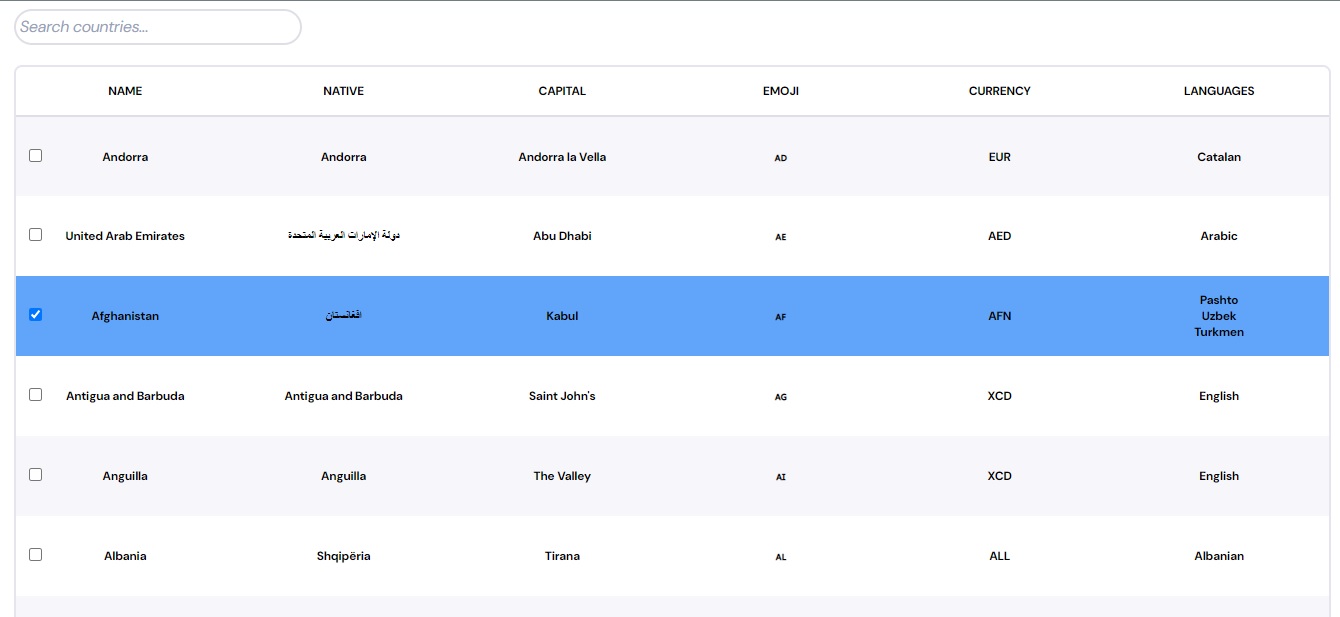 Search countries...
NAME NATIVE CAPITAL EMOJI CURRENCY LANGUAGES
Andorra Andorra Andorra la Vella AD EUR Catalan
United Arab Emirates دولة الإمارات العربية المتحدة Abu Dhabi AE AED Arabic
Afghanistan افغانستان Kabul AF AFN Pashto
Uzbek
Turkmen
Antigua and Barbuda Antigua and Barbuda Saint John's AG XCD English
Anguilla Anguilla The Valley AI XCD English
Albania Shqipëria Tirana AL ALL Albanian